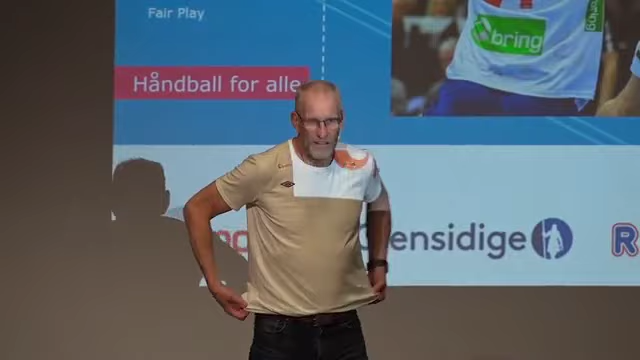 Fair Play
bring
Håndball for alle
ensidige
R